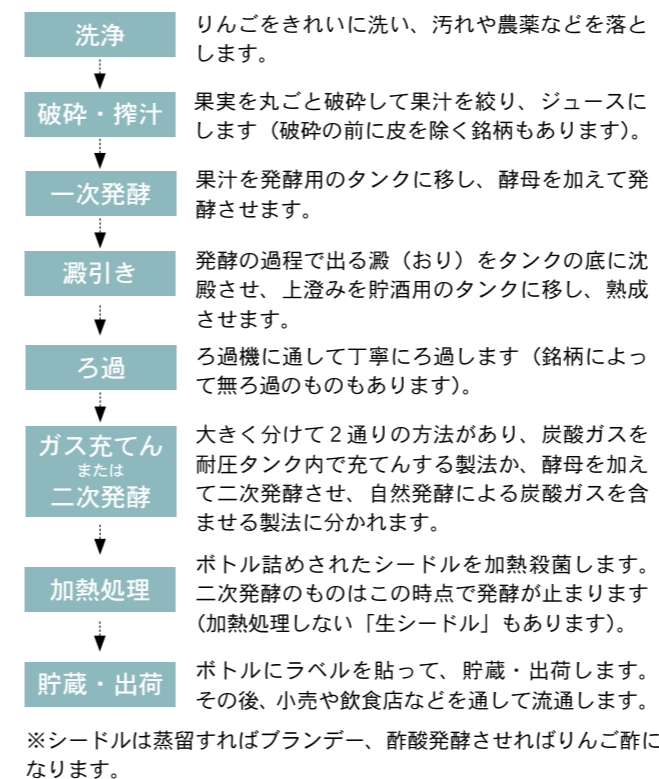 洗浄
りんごをきれいに洗い、汚れや農薬などを落と
します。
破砕・搾汁
果実を丸ごと破砕して果汁を絞り、ジュースに
します（破砕の前に皮を除く銘柄もあります）。
一次発酵
果汁を発酵用のタンクに移し、酵母を加えて発
酵させます。
澱引き
発酵の過程で出る澱（おり）をタンクの底に沈
殿させ、上澄みを貯酒用のタンクに移し、熟成
させます。
ろ過
ろ過機に通して丁寧にろ過します（銘柄によっ
て無ろ過のものもあります）。
ガス充てん
または
二次発酵
大きく分けて２通りの方法があり、炭酸ガスを
耐圧タンク内で充てんする製法か、酵母を加え
て二次発酵させ、自然発酵による炭酸ガスを含
ませる製法に分かれます。
加熱処理
ボトル詰めされたシードルを加熱殺菌します。
二次発酵のものはこの時点で発酵が止まります
（加熱処理しない「生シードル」もあります）。
貯蔵・出荷
ボトルにラベルを貼って、貯蔵・出荷します。
その後、小売や飲食店などを通して流通します。
※シードルは蒸留すればブランデー、酢酸発酵させればりんご酢に
なります。